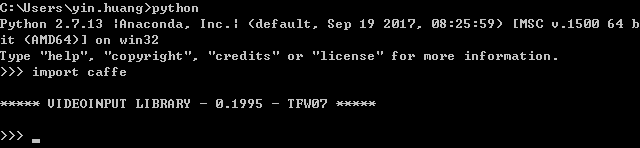 C:\Users\yin.huang>python
Python 2.7.13 |Anaconda, Inc.| (default, Sep 19 2017, 08:25:59) [MSC v.1500 64 b
it (AMD64)] on win32
Type "help", "copyright", "credits" or "license" for more information.
>>> import caffe
***** VIDEOINPUT LIBRARY - 0.1995 - TFW07 *****
>>> _